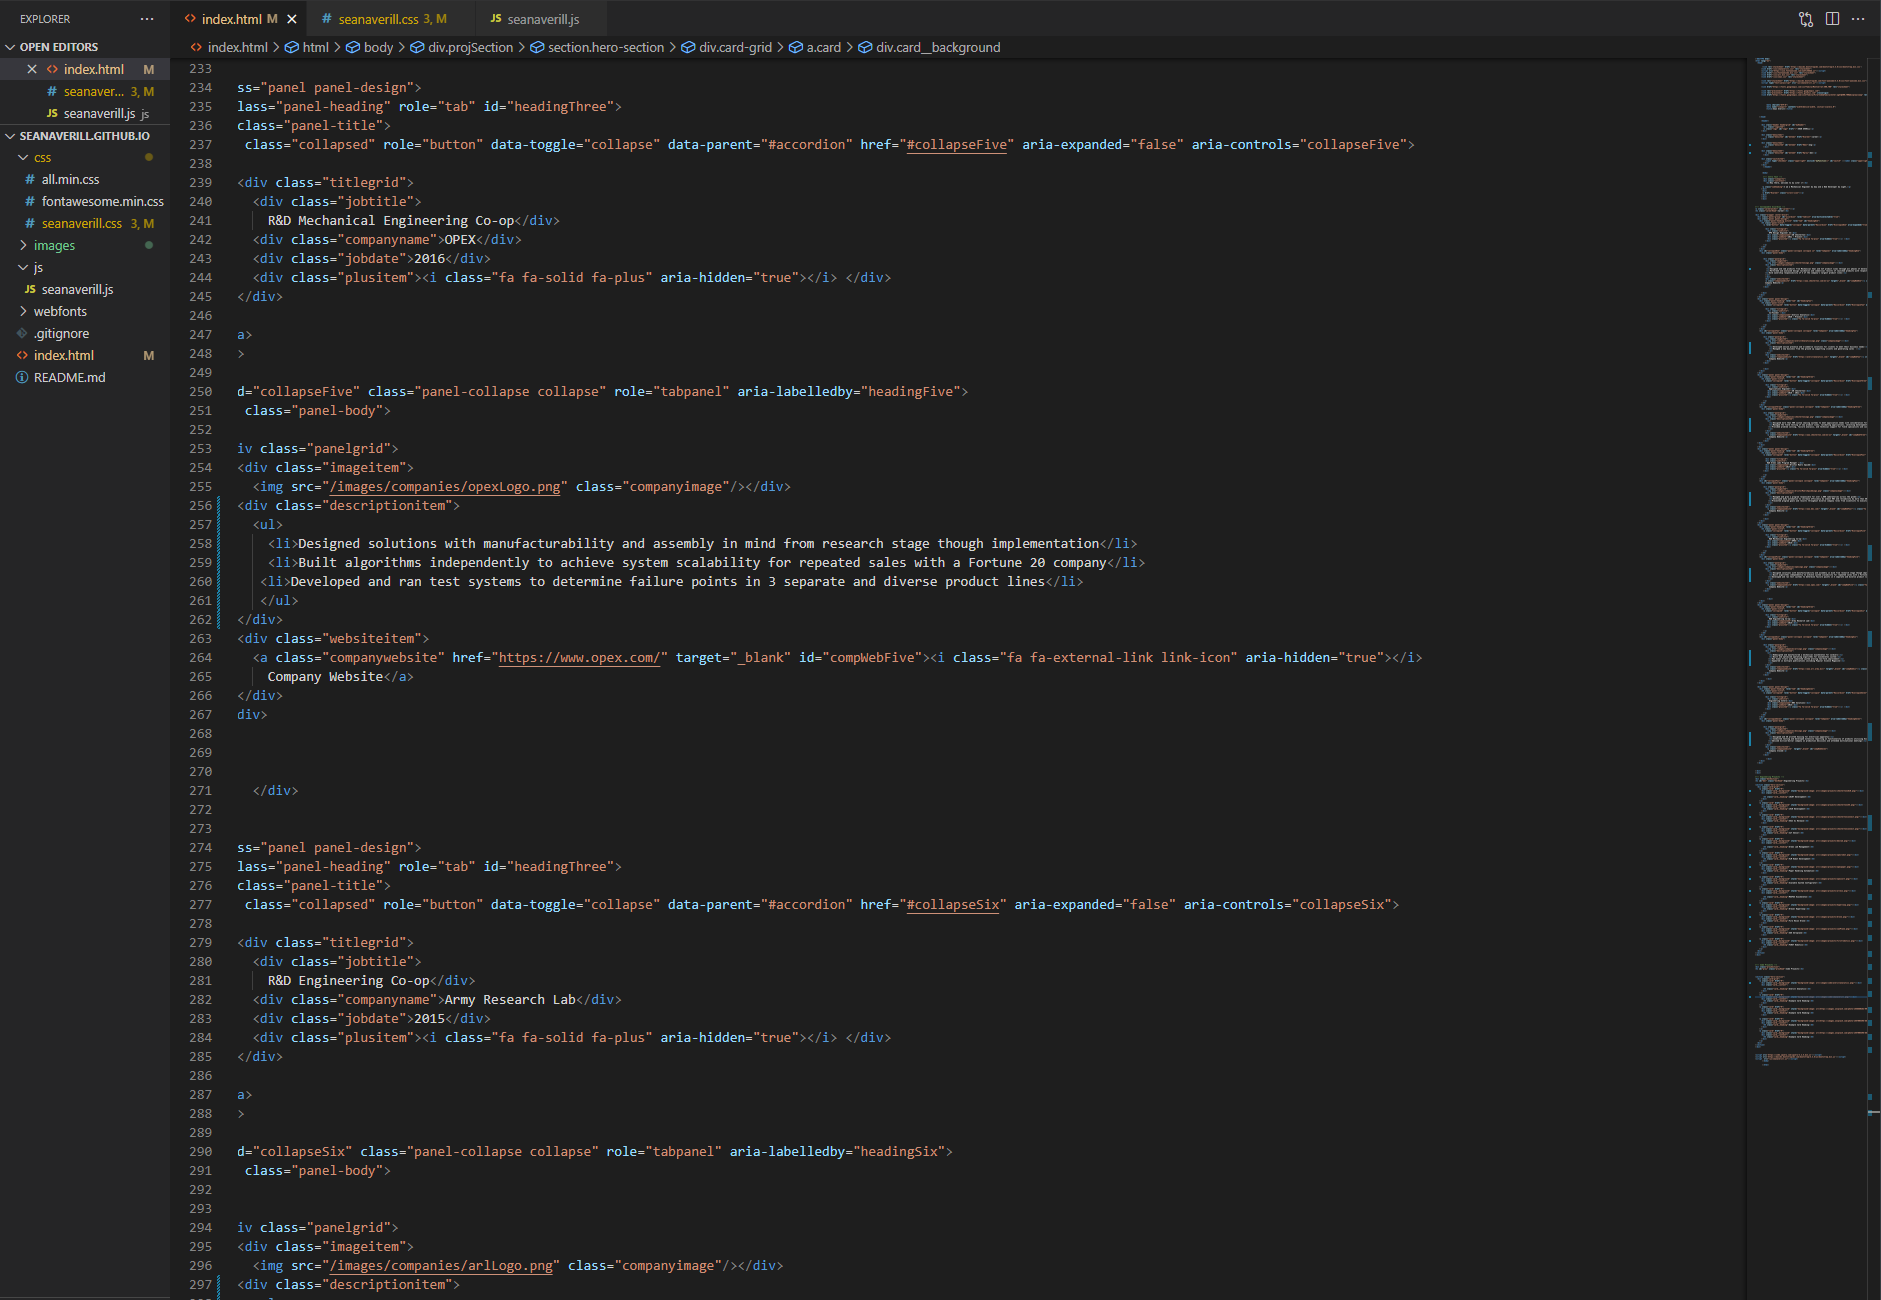 EXPLORER
index.html M
seanaverill.css 3, M
seanaverill.js
OPEN EDITORS
index.html M
seanaver... 3, M
seanaverill.js js
SEANAVERILL.GITHUB.IO
css
all.min.css
fontawesome.min.css
seanaverill.css 3, M
images
js
seanaverill.js
webfonts
.gitignore
index.html M
README.md
index.html > html > body > div.projSection > section.hero-section > div.card-grid > a.card > div.card__background
233
234 ss="panel panel-design">
235 lass="panel-heading" role="tab" id="headingThree">
236 class="panel-title">
237 class="collapsed" role="button" data-toggle="collapse" data-parent="#accordion" href="#collapseFive" aria-expanded="false" aria-controls="collapseFive">
238
239 <div class="titlegrid">
240 <div class="jobtitle">
241 R&D Mechanical Engineering Co-op</div>
242 <div class="companyname">OPEX</div>
243 <div class="jobdate">2016</div>
244 <div class="plusitem"><i class="fa fa-solid fa-plus" aria-hidden="true"></i> </div>
245 </div>
246
247 a>
248 >
249
250 d="collapseFive" class="panel-collapse collapse" role="tabpanel" aria-labelledby="headingFive">
251 class="panel-body">
252
253 iv class="panelgrid">
254 <div class="imageitem">
255 <img src="/images/companies/opexLogo.png" class="companyimage"/></div>
256 <div class="descriptionitem">
257 <ul>
258 <li>Designed solutions with manufacturability and assembly in mind from research stage though implementation</li>
259 <li>Built algorithms independently to achieve system scalability for repeated sales with a Fortune 20 company</li>
260 <li>Developed and ran test systems to determine failure points in 3 separate and diverse product lines</li>
261 </ul>
262 </div>
263 <div class="websiteitem">
264 <a class="companywebsite" href="https://www.opex.com/" target="_blank" id="compWebFive"><i class="fa fa-external-link link-icon" aria-hidden="true"></i>
265 Company Website</a>
266 </div>
267 div>
268
269
270
271 </div>
272
273
274 ss="panel panel-design">
275 lass="panel-heading" role="tab" id="headingThree">
276 class="panel-title">
277 class="collapsed" role="button" data-toggle="collapse" data-parent="#accordion" href="#collapseSix" aria-expanded="false" aria-controls="collapseSix">
278
279 <div class="titlegrid">
280 <div class="jobtitle">
281 R&D Engineering Co-op</div>
282 <div class="companyname">Army Research Lab</div>
283 <div class="jobdate">2015</div>
284 <div class="plusitem"><i class="fa fa-solid fa-plus" aria-hidden="true"></i> </div>
285 </div>
286
287 a>
288 >
289
290 d="collapseSix" class="panel-collapse collapse" role="tabpanel" aria-labelledby="headingSix">
291 class="panel-body">
292
293
294 iv class="panelgrid">
295 <div class="imageitem">
296 <img src="/images/companies/arlLogo.png" class="companyimage"/></div>
297 <div class="descriptionitem">